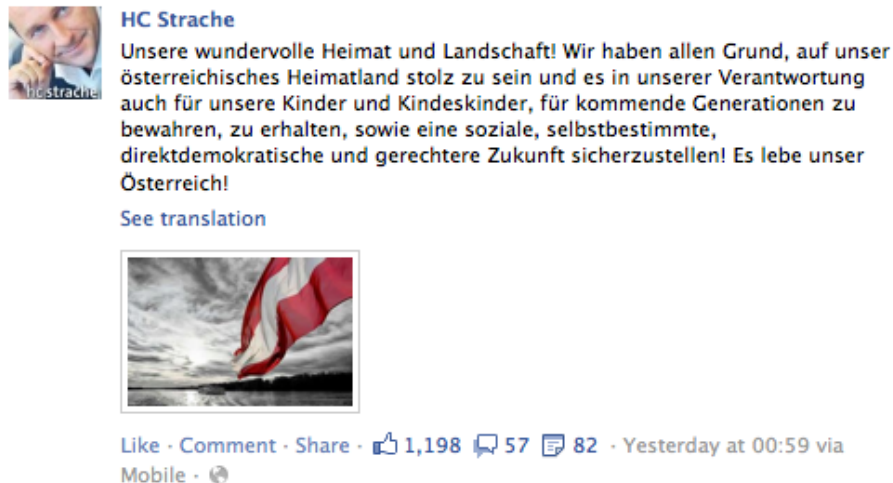 HC Strache
Unsere wundervolle Heimat und Landschaft! Wir haben allen Grund, auf unser
österreichisches Heimatland stolz zu sein und es in unserer Verantwortung
auch für unsere Kinder und Kindeskinder, für kommende Generationen zu
bewahren, zu erhalten, sowie eine soziale, selbstbestimmte,
direktdemokratische und gerechtere Zukunft sicherzustellen! Es lebe unser
Österreich!
hc strache
See translation
Like · Comment · Share · 1,198 57 82 · Yesterday at 00:59 via
Mobile ·